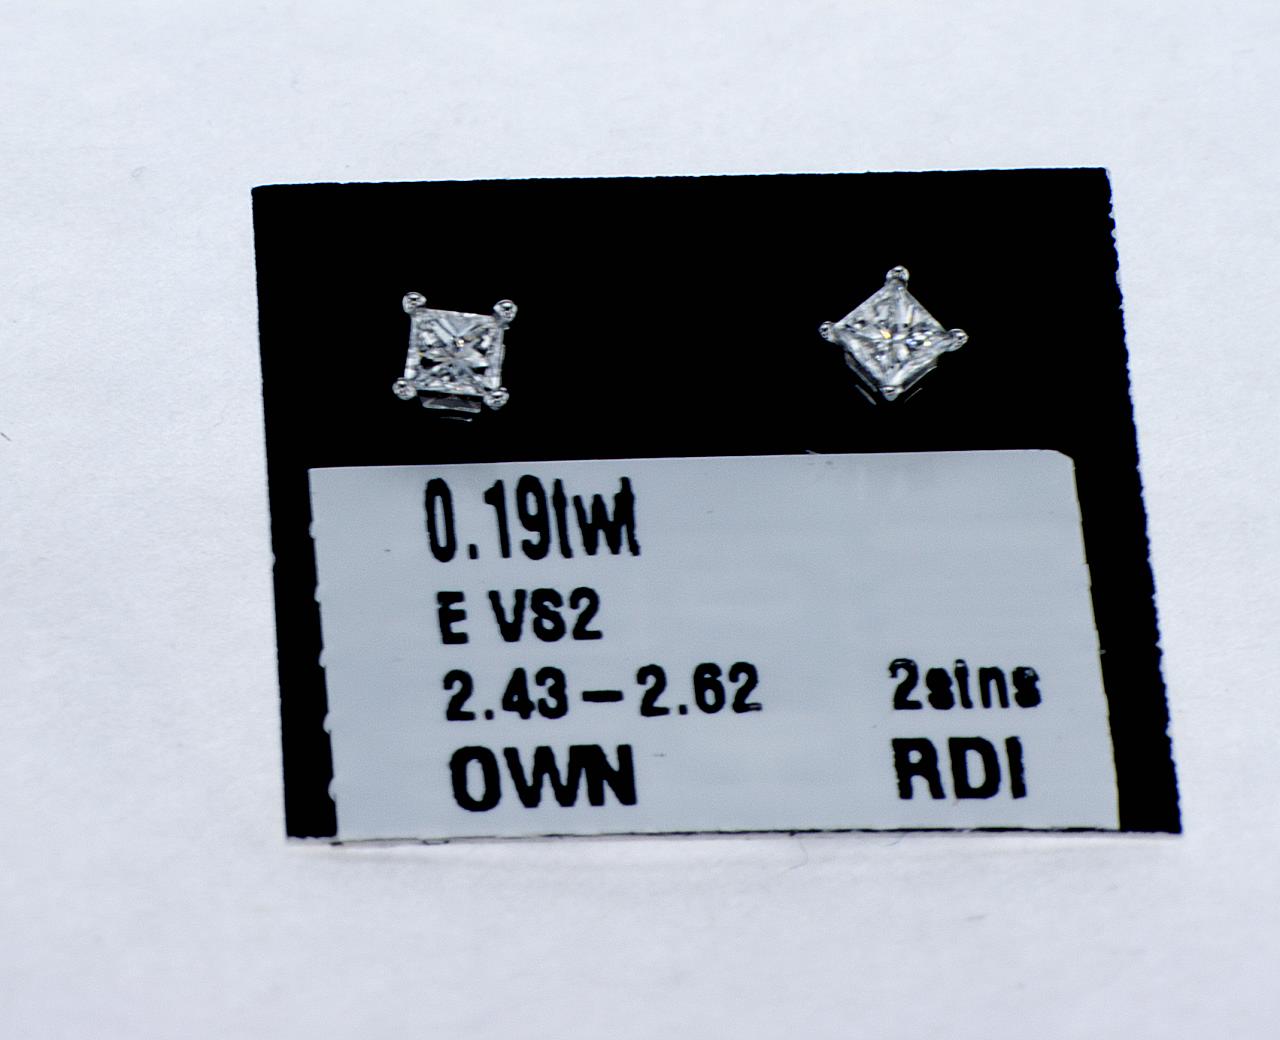 0.19twt
E VS2
2.43-2.62 2stns
OWN RDI